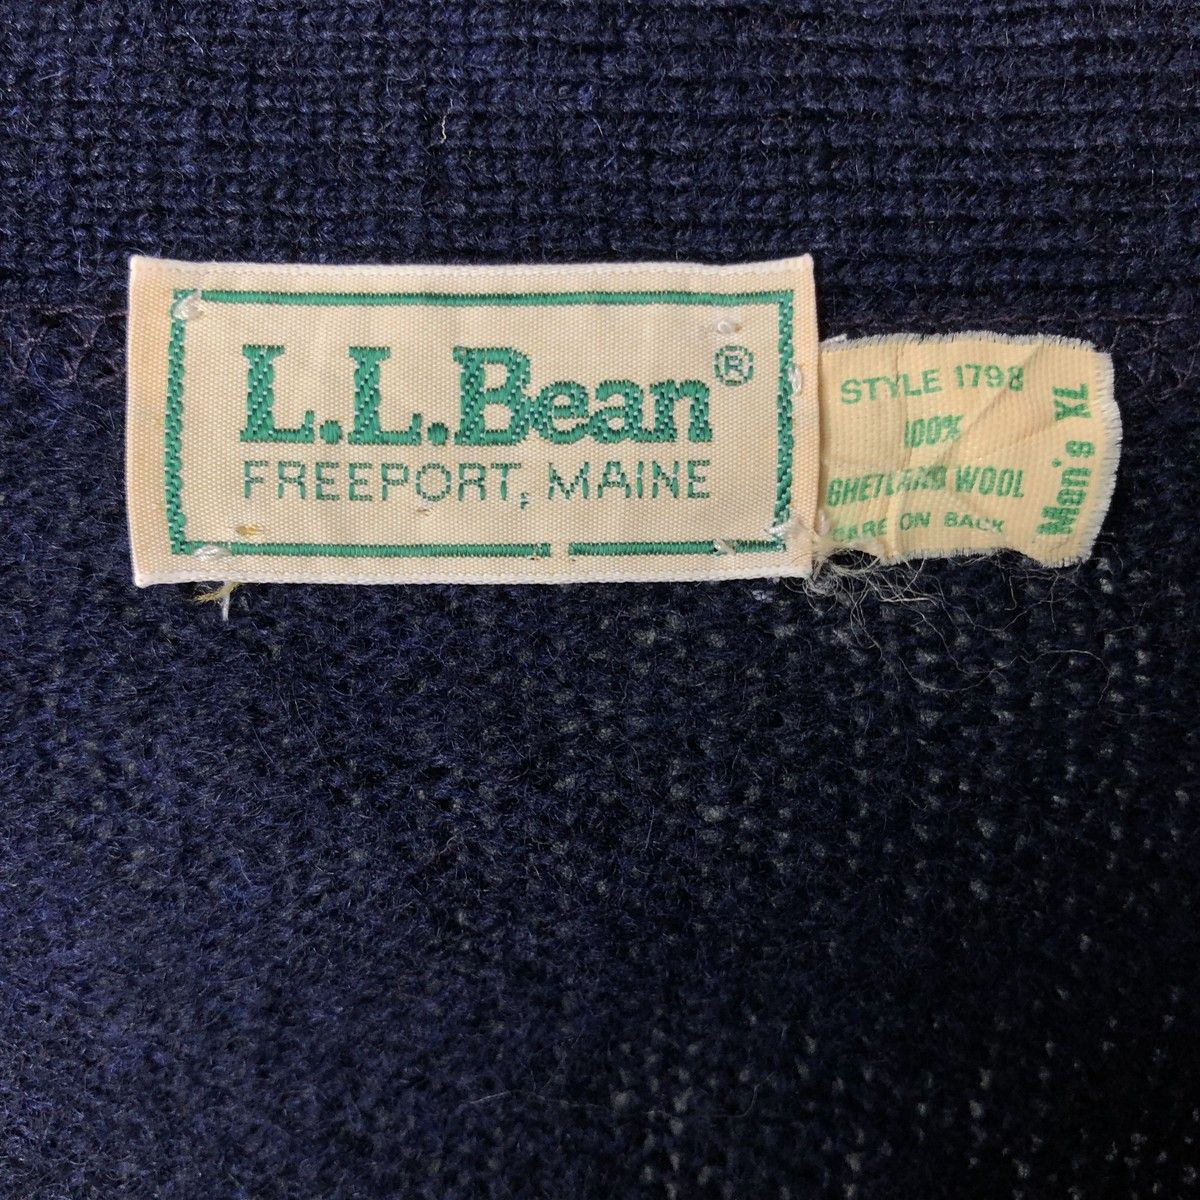 L.L.Bean®
FREEPORT, MAINE
STYLE 1798
100%
SHETLAND WOOL
CARE ON BACK
Men's XL